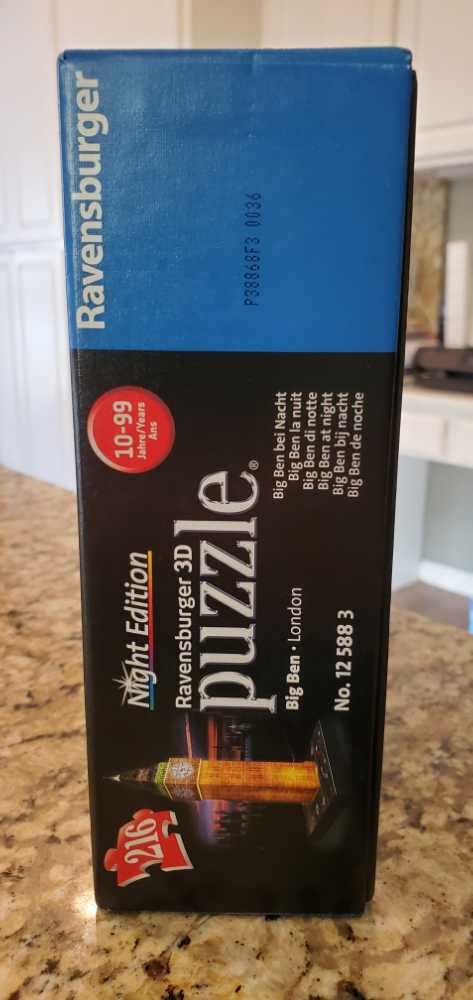 Ravensburger
P38868F3 0036
10-99
Jahre/Years
Ans
Night Edition
Ravensburger 3D
puzzle®
Big Ben • London
No. 12 588 3
Big Ben bei Nacht
Big Ben la nuit
Big Ben di notte
Big Ben at night
Big Ben bij nacht
Big Ben de noche
216